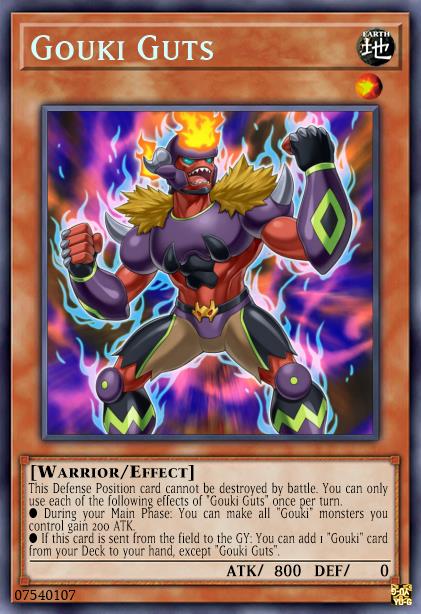 GOUKI GUTS
EARTH
地
[WARRIOR/EFFECT]
This Defense Position card cannot be destroyed by battle. You can only
use each of the following effects of "Gouki Guts" once per turn.
● During your Main Phase: You can make all "Gouki" monsters you
control gain 200 ATK.
● If this card is sent from the field to the GY: You can add 1 "Gouki" card
from your Deck to your hand, except "Gouki Guts".
ATK/ 800 DEF/ 0
07540107